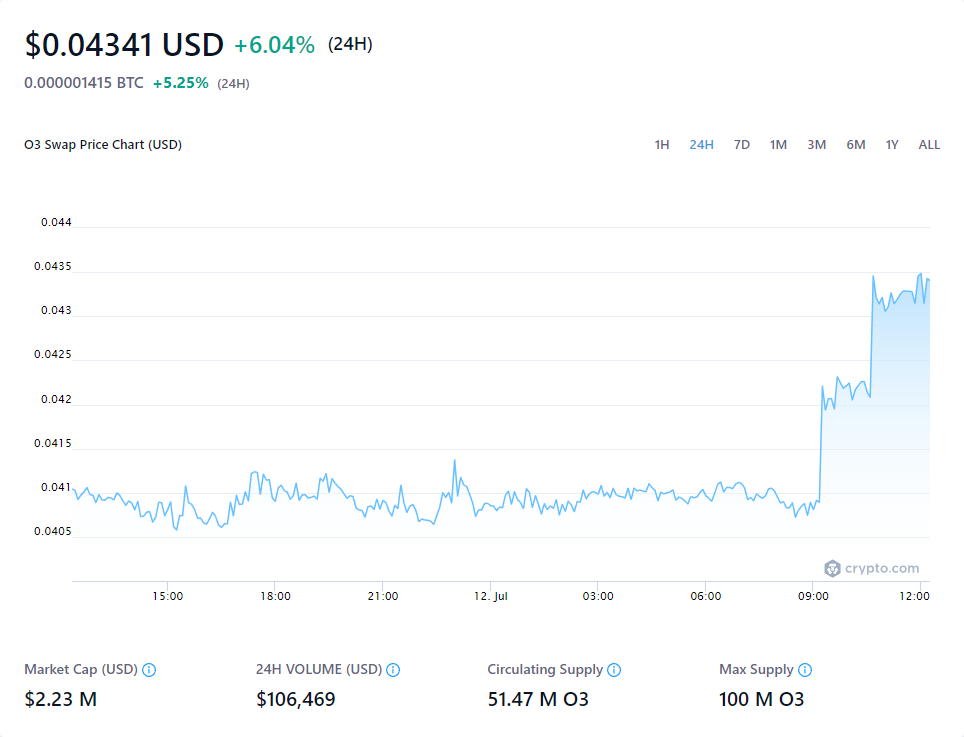 $0.04341 USD +6.04% (24H)
0.000001415 BTC +5.25% (24H)
O3 Swap Price Chart (USD) 1H 24H 7D 1M 3M 6M 1Y ALL
0.044
0.0435
0.043
0.0425
0.042
0.0415
0.041
0.0405
crypto.com
15:00 18:00 21:00 12. Jul 03:00 06:00 09:00 12:00
Market Cap (USD) 24H VOLUME (USD) Circulating Supply Max Supply
$2.23 M $106,469 51.47 M O3 100 M O3